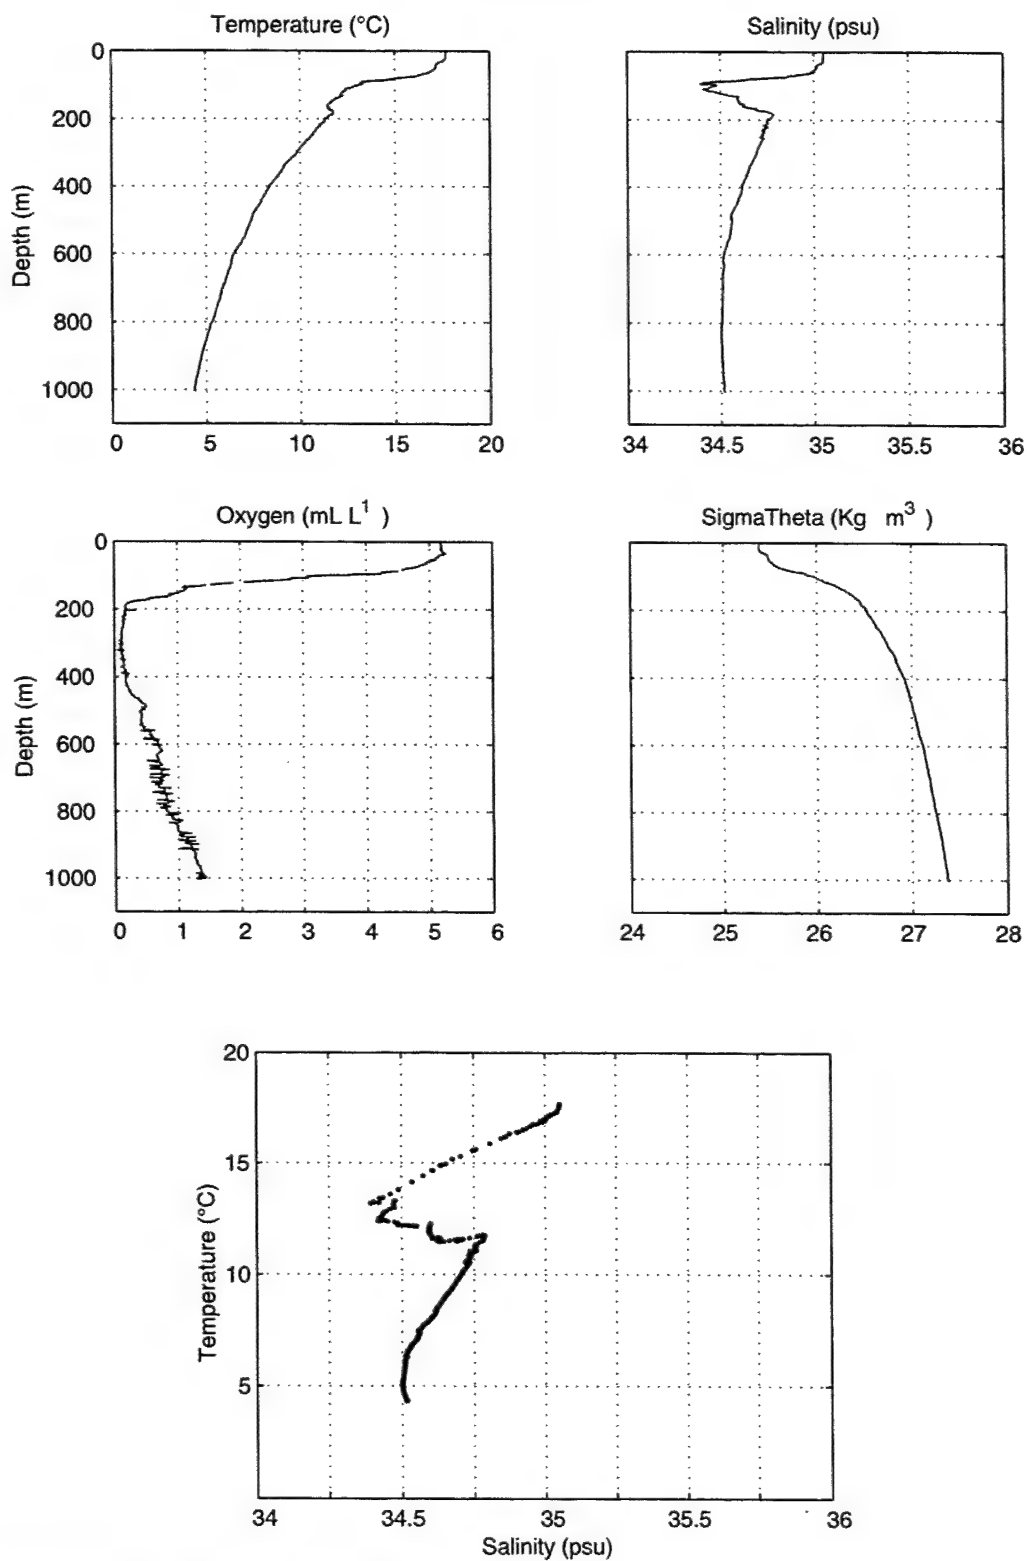 Temperature (°C)
Salinity (psu)
0
200
400
600
800
1000
Depth (m)
0 5 10 15 20
34 34.5 35 35.5 36
Oxygen (mL L1 )
SigmaTheta (Kg m3 )
0
200
400
600
800
1000
Depth (m)
0 1 2 3 4 5 6
24 25 26 27 28
20
15
10
5
Temperature (°C)
34 34.5 35 35.5 36
Salinity (psu)